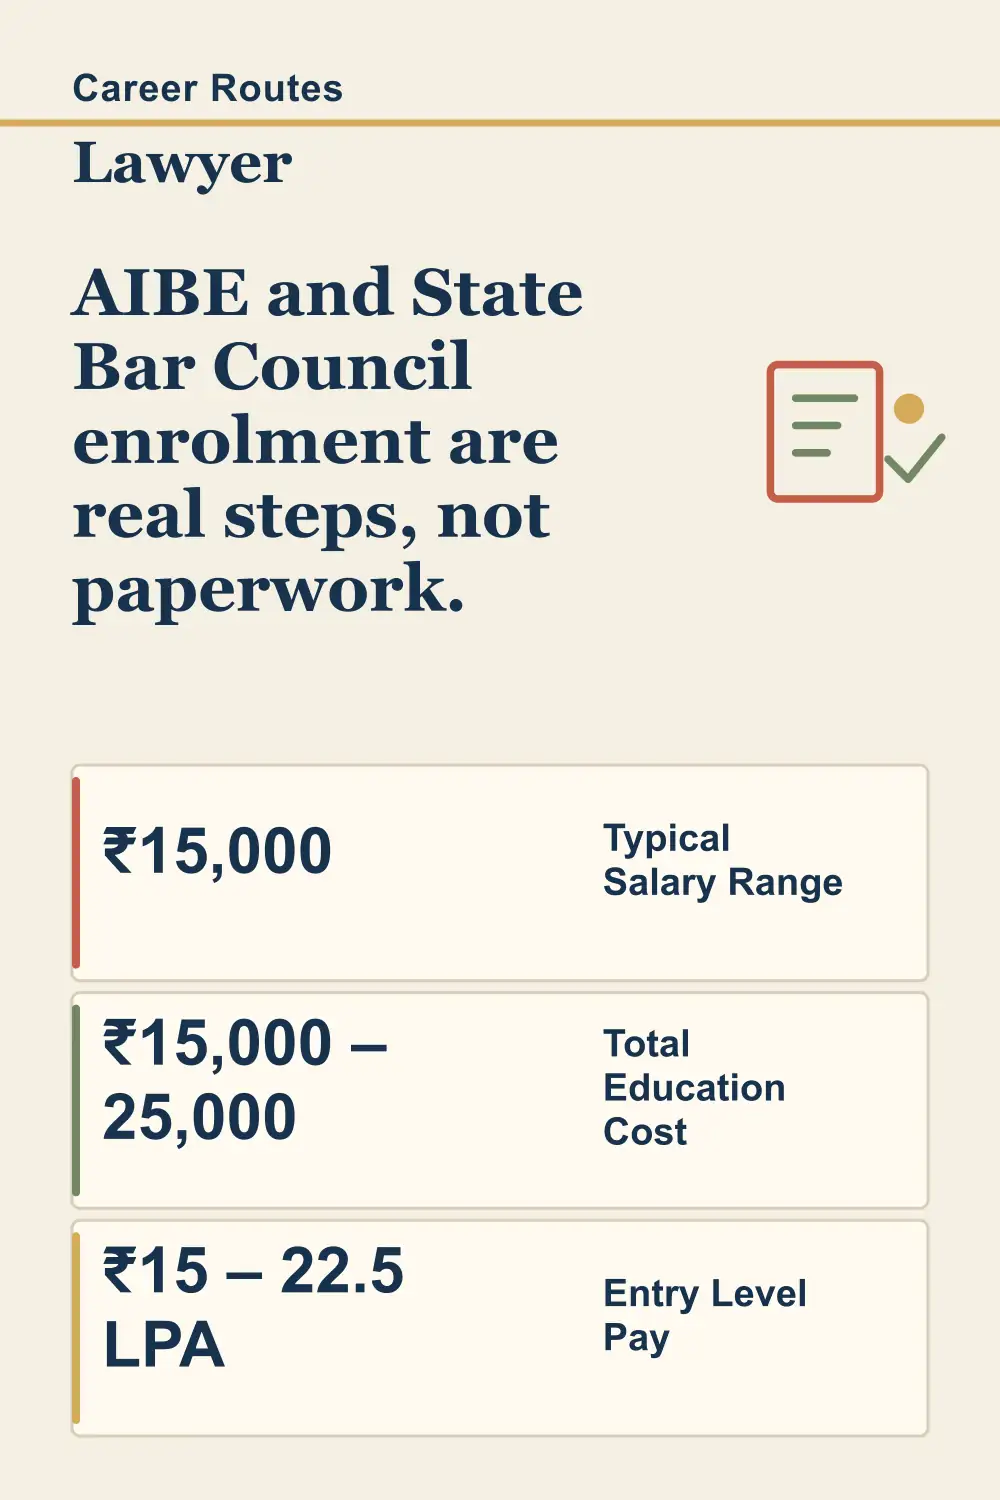 Career Routes
Lawyer
AIBE and State
Bar Council
enrolment are
real steps, not
paperwork.
₹15,000
Typical
Salary Range
₹15,000 –
25,000
Total
Education
Cost
₹15 – 22.5
LPA
Entry Level
Pay